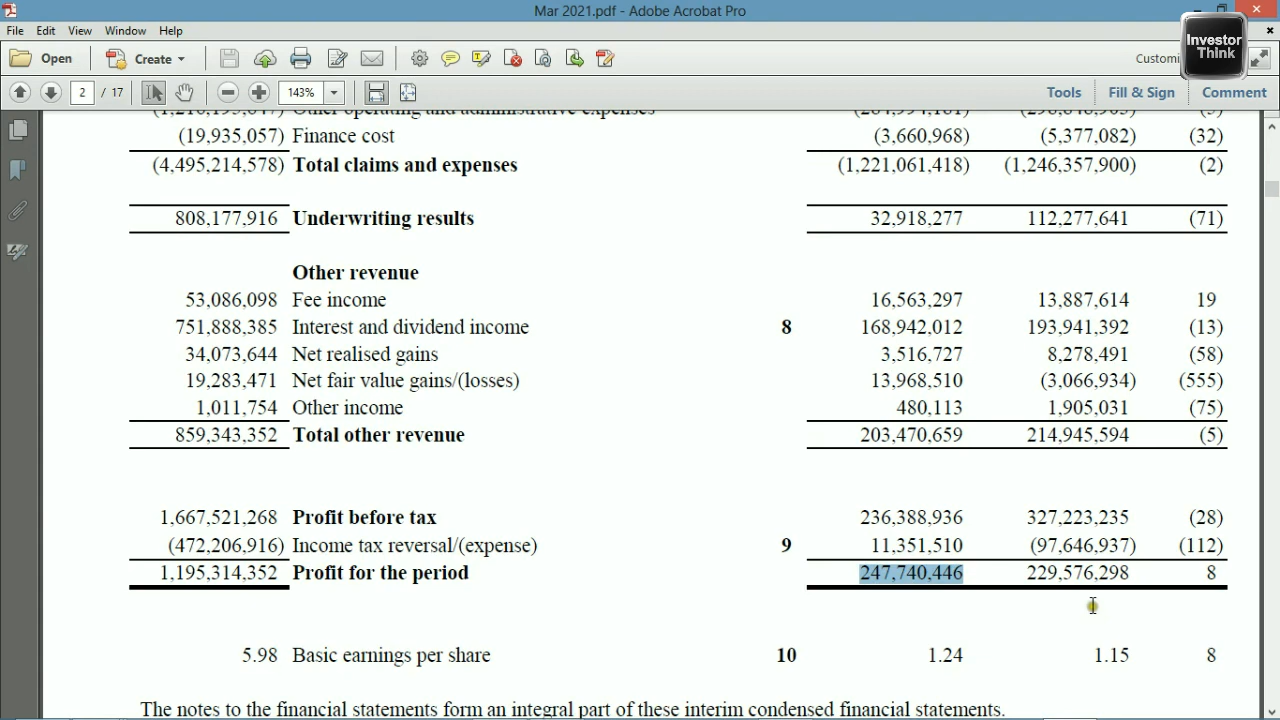 Mar 2021.pdf - Adobe Acrobat Pro
File Edit View Window Help
Investor Think
Open Create
2 / 17 143% Tools Fill & Sign Comment
Other operating and administrative expenses
(19,935,057) Finance cost (3,660,968) (5,377,082) (32)
(4,495,214,578) Total claims and expenses (1,221,061,418) (1,246,357,900) (2)
808,177,916 Underwriting results 32,918,277 112,277,641 (71)
Other revenue
53,086,098 Fee income 16,563,297 13,887,614 19
751,888,385 Interest and dividend income 8 168,942,012 193,941,392 (13)
34,073,644 Net realised gains 3,516,727 8,278,491 (58)
19,283,471 Net fair value gains/(losses) 13,968,510 (3,066,934) (555)
1,011,754 Other income 480,113 1,905,031 (75)
859,343,352 Total other revenue 203,470,659 214,945,594 (5)
1,667,521,268 Profit before tax 236,388,936 327,223,235 (28)
(472,206,916) Income tax reversal/(expense) 9 11,351,510 (97,646,937) (112)
1,195,314,352 Profit for the period 247,740,446 229,576,298 8
5.98 Basic earnings per share 10 1.24 1.15 8
The notes to the financial statements form an integral part of these interim condensed financial statements.